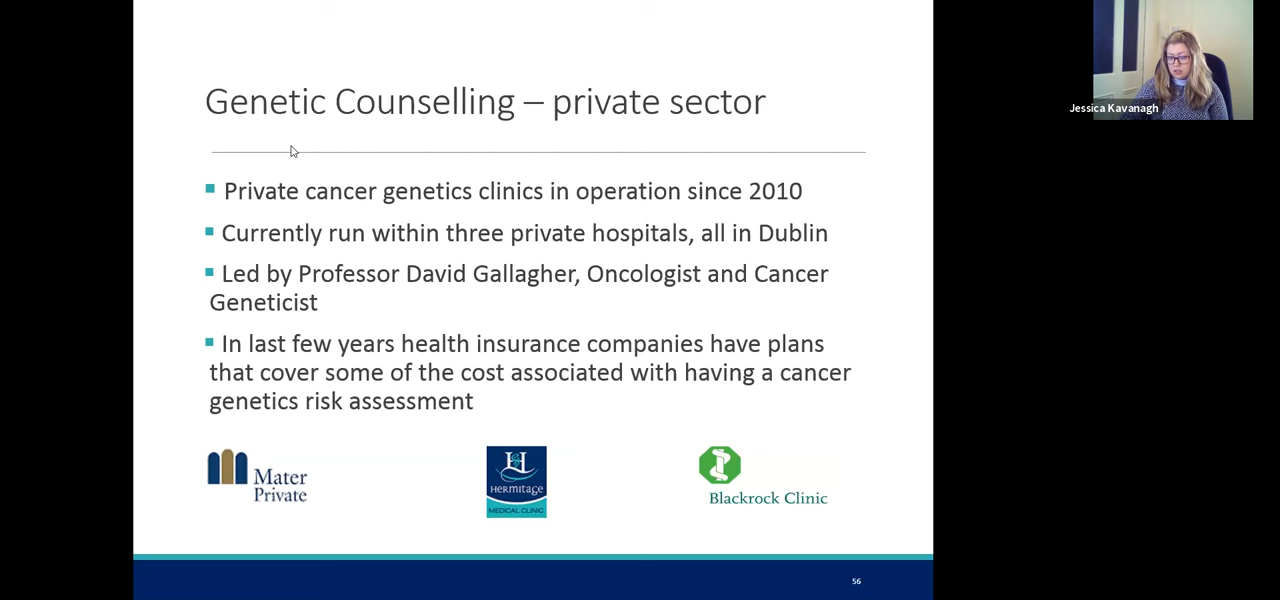 Genetic Counselling – private sector
Jessica Kavanagh
▪ Private cancer genetics clinics in operation since 2010
▪ Currently run within three private hospitals, all in Dublin
▪ Led by Professor David Gallagher, Oncologist and Cancer
Geneticist
▪ In last few years health insurance companies have plans
that cover some of the cost associated with having a cancer
genetics risk assessment
Mater
Private
HERMITAGE
MEDICAL CLINIC
Blackrock Clinic
56